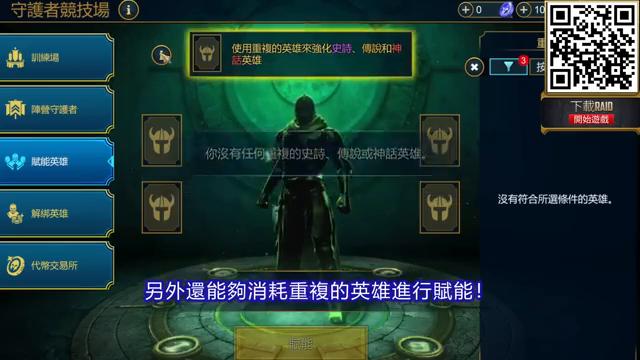 守護者競技場
0
10
使用重複的英雄來強化史詩、傳說和神
話英雄
訓練場
3
按
下載RAID
開始遊戲
陣營守護者
你沒有任何重複的史詩、傳說或神話英雄。
賦能英雄
沒有符合所選條件的英雄。
解綁英雄
代幣交易所
另外還能夠消耗重複的英雄進行賦能!
賦能